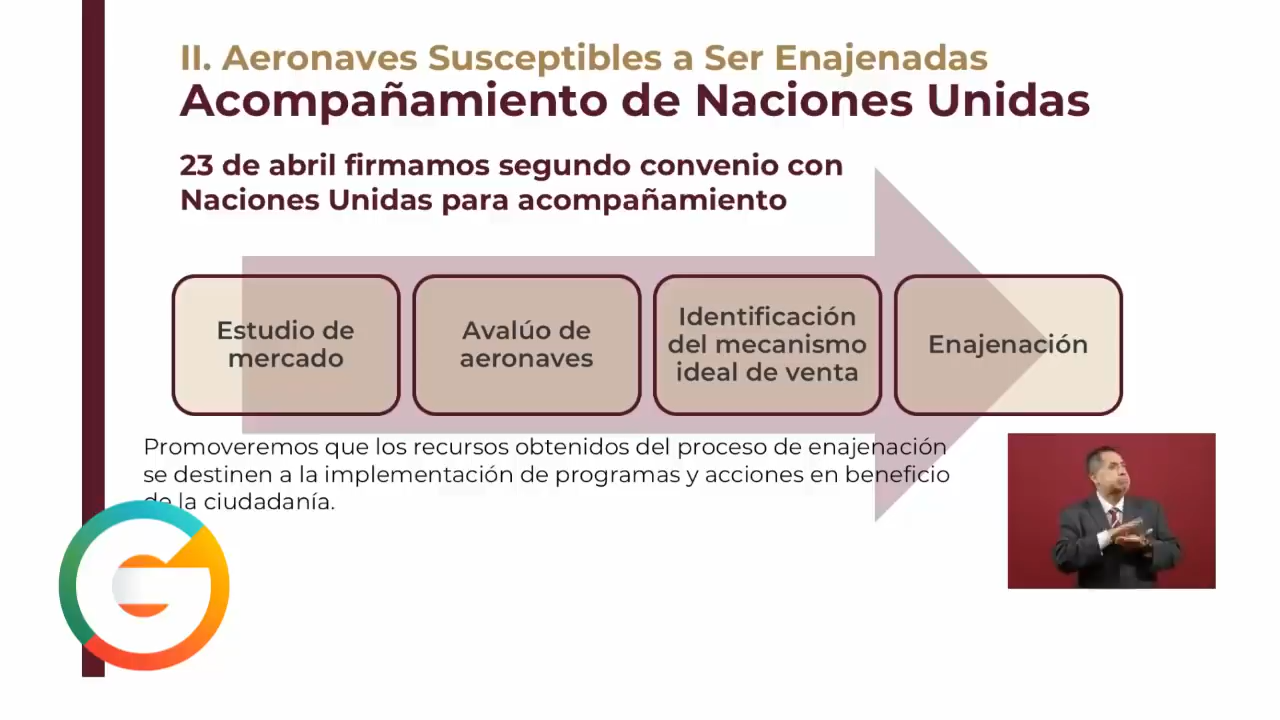 II. Aeronaves Susceptibles a Ser Enajenadas
Acompañamiento de Naciones Unidas
23 de abril firmamos segundo convenio con
Naciones Unidas para acompañamiento
Estudio de
mercado
Avalúo de
aeronaves
Identificación
del mecanismo
ideal de venta
Enajenación
Promoveremos que los recursos obtenidos del proceso de enajenación
se destinen a la implementación de programas y acciones en beneficio
de la ciudadanía.
G